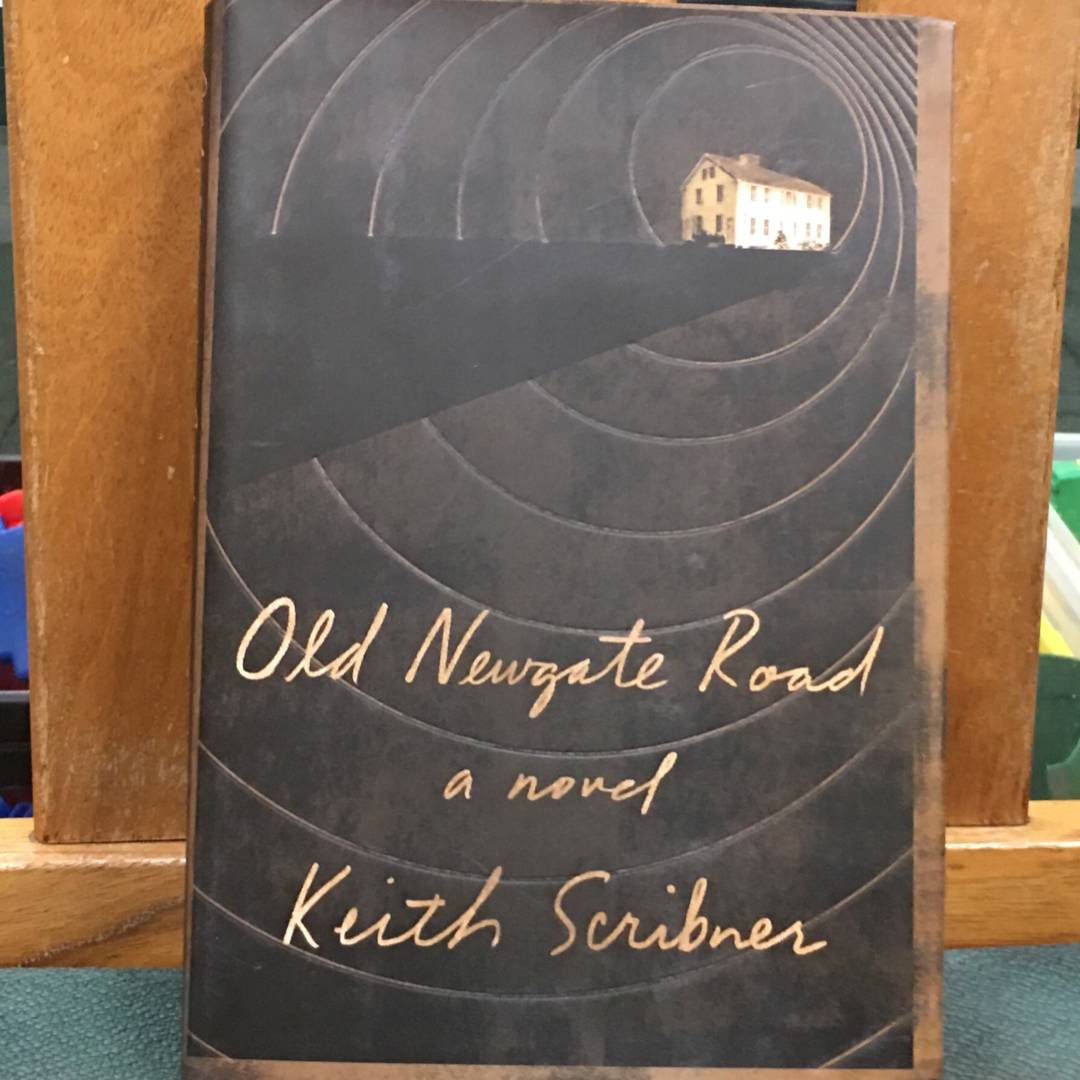 Old Newgate Road
a novel
Keith Scribner